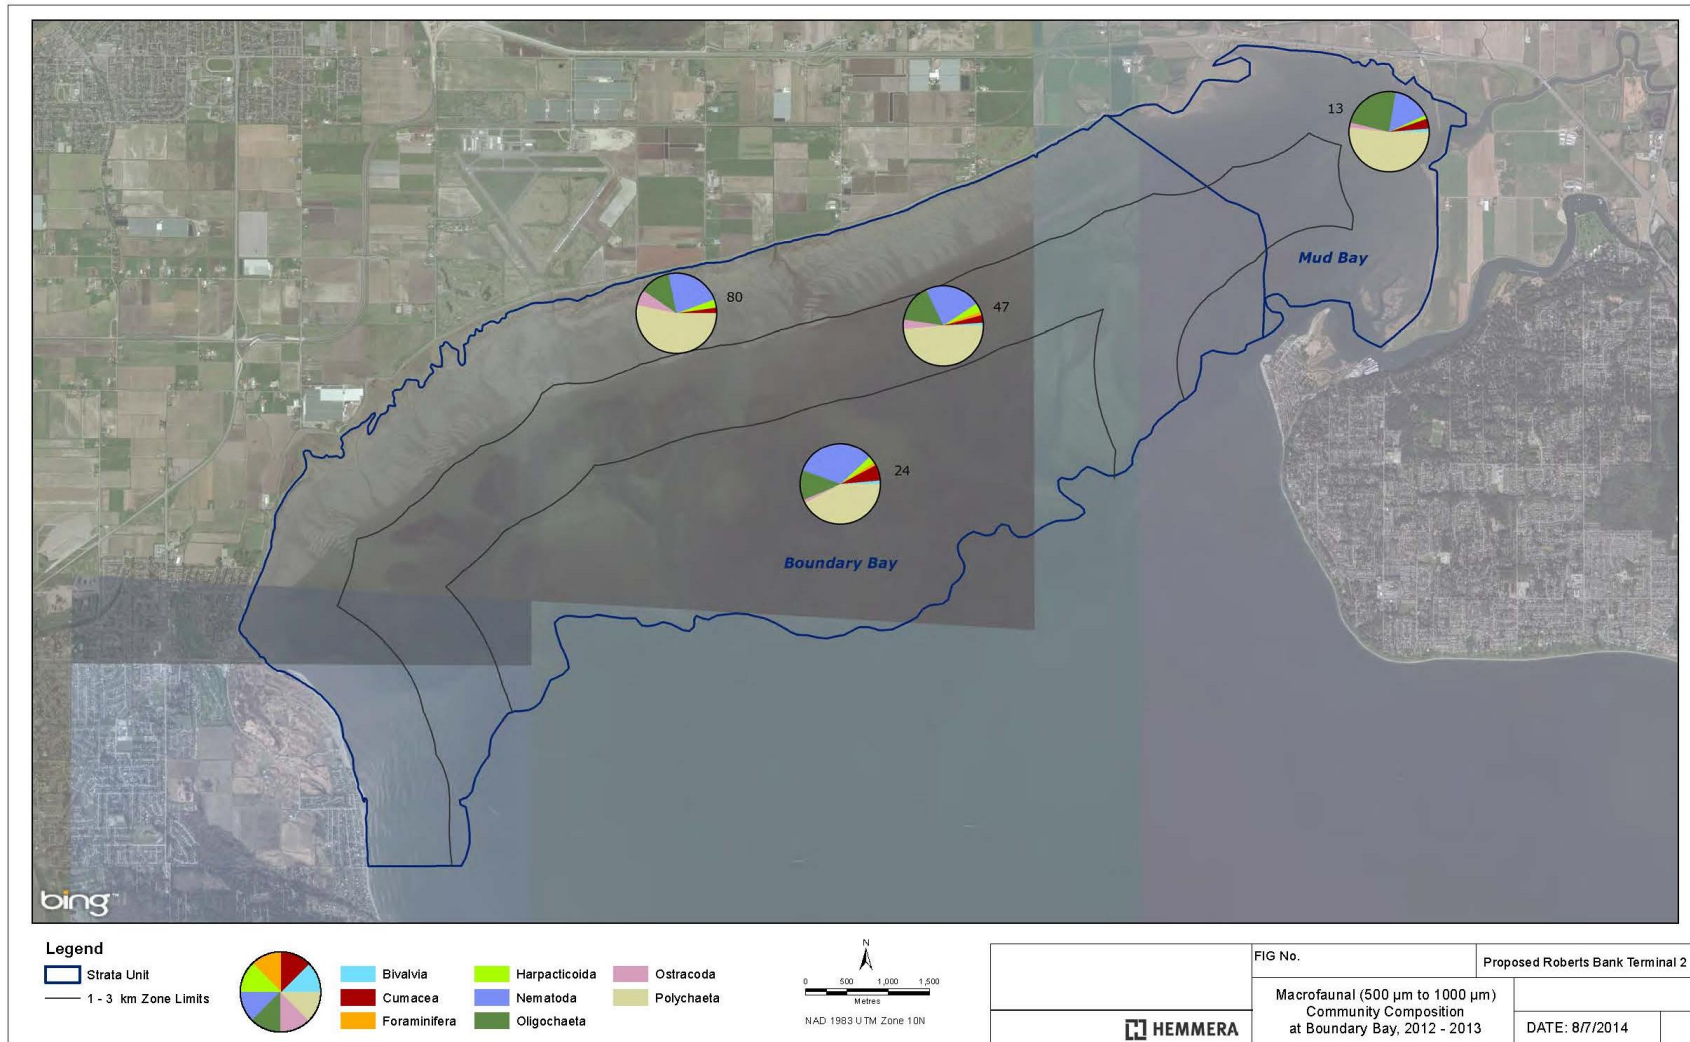 13
Mud Bay
80
47
24
Boundary Bay
bing™
Legend
Strata Unit
1 - 3 km Zone Limits
Bivalvia
Cumacea
Foraminifera
Harpacticoida
Nematoda
Oligochaeta
Ostracoda
Polychaeta
N
0 500 1,000 1,500
Metres
NAD 1983 UTM Zone 10N
HEMMERA
FIG No.
Proposed Roberts Bank Terminal 2
Macrofaunal (500 µm to 1000 µm)
Community Composition
at Boundary Bay, 2012 - 2013
DATE: 8/7/2014